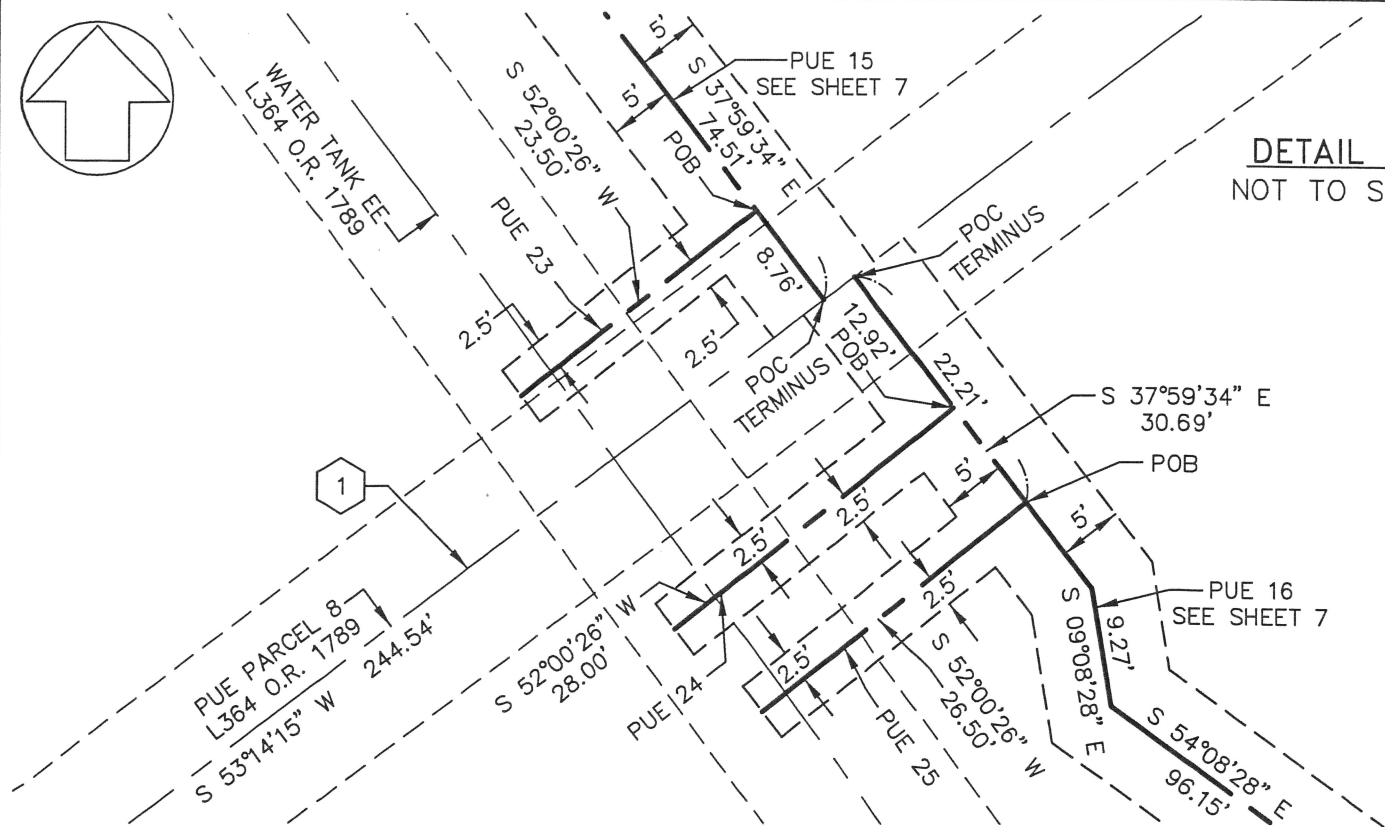 5'
PUE 15
SEE SHEET 7
S 37°59'34" E
74.51'
5'
S 52°00'26" W
23.50'
POB
WATER TANK EE
L364 O.R. 1789
DETAIL
NOT TO S
PUE 23
POC
TERMINUS
8.76'
2.5'
2.5'
12.92'
POB
22.21'
POC
TERMINUS
S 37°59'34" E
30.69'
POB
1
5'
2.5'
5'
2.5'
2.5'
PUE 16
SEE SHEET 7
PUE PARCEL 8
L364 O.R. 1789
S 53°14'15" W 244.54'
S 52°00'26" W
28.00'
PUE 24
2.5'
PUE 25
S 52°00'26" W
26.50'
9.27'
S 09°08'28" E
S 54°08'28" E
96.15'